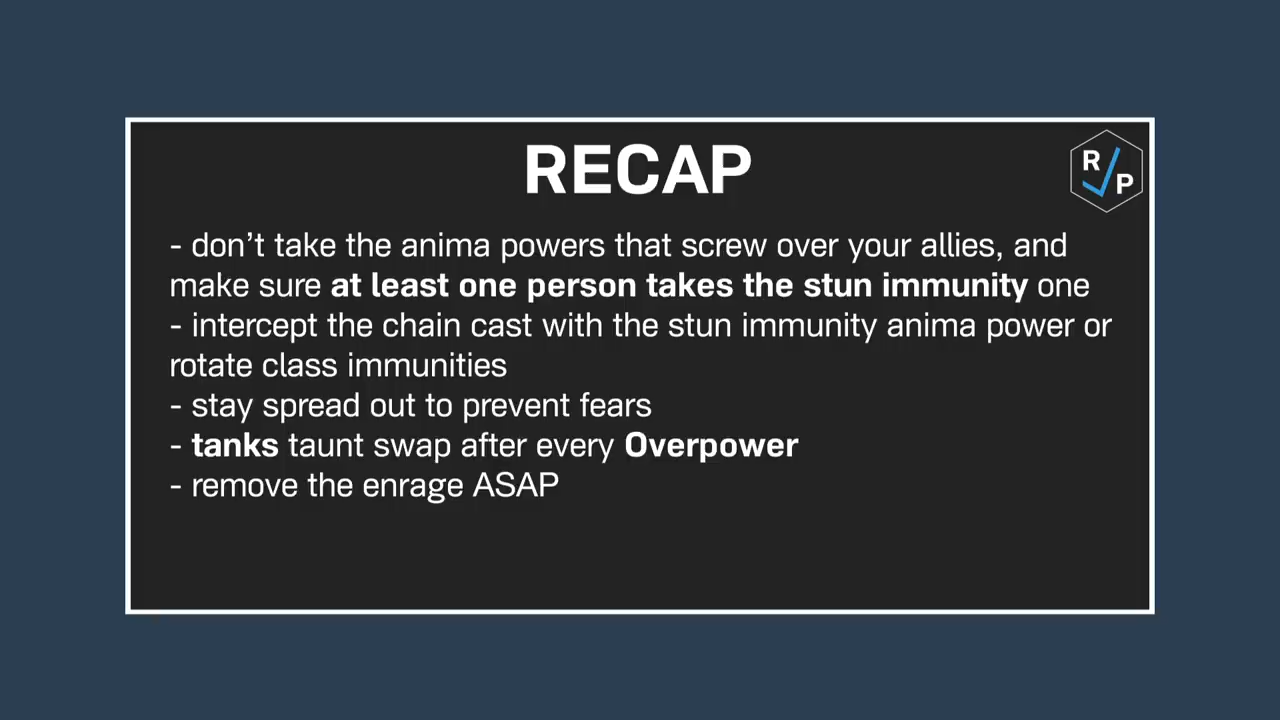 RECAP
R P
- don’t take the anima powers that screw over your allies, and
make sure at least one person takes the stun immunity one
- intercept the chain cast with the stun immunity anima power or
rotate class immunities
- stay spread out to prevent fears
- tanks taunt swap after every Overpower
- remove the enrage ASAP